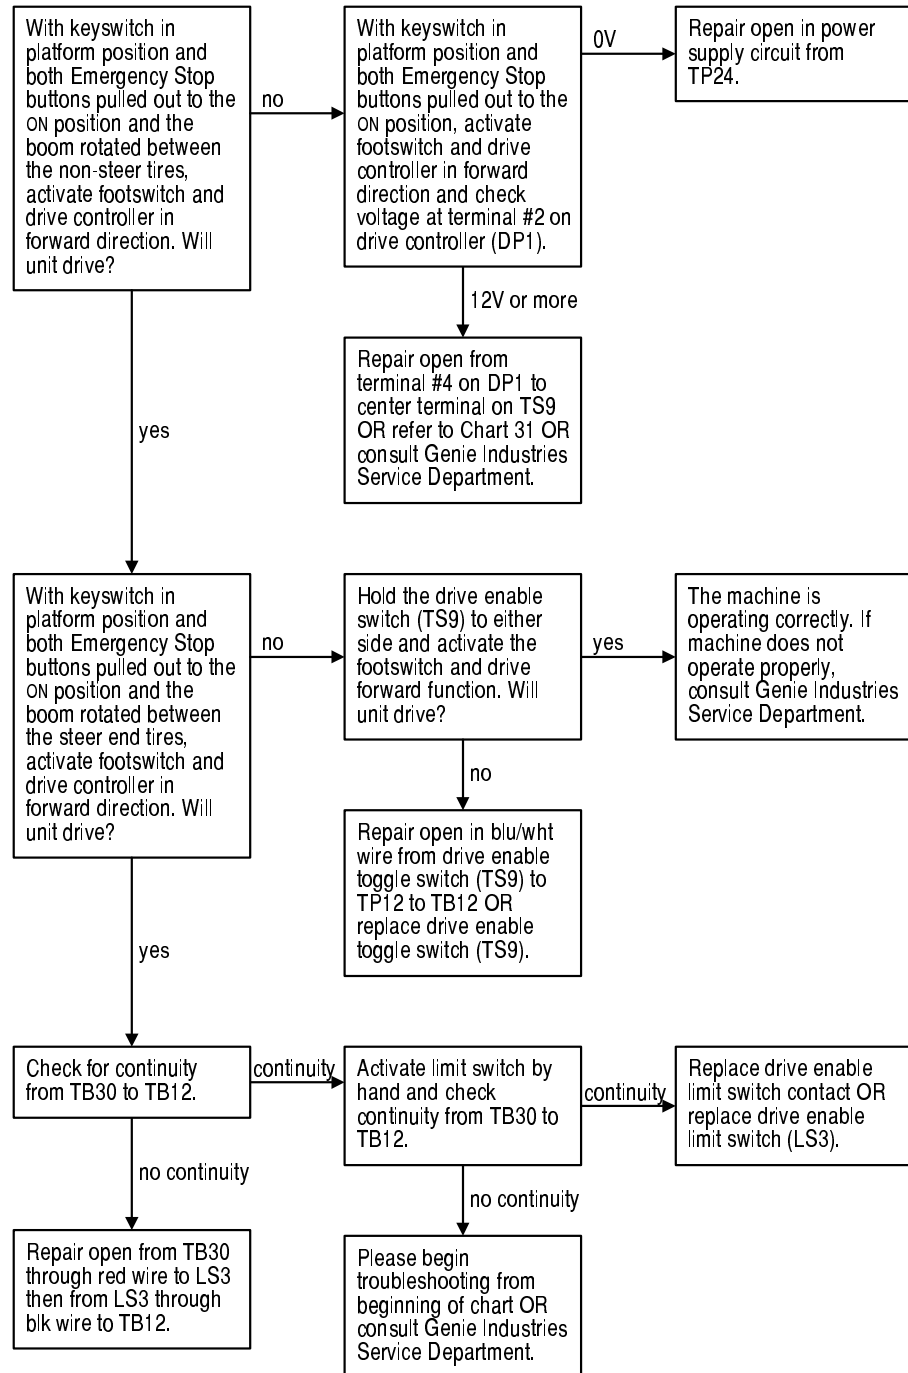 With keyswitch in
platform position and
both Emergency Stop
buttons pulled out to the
ON position and the
boom rotated between
the non-steer tires,
activate footswitch and
drive controller in
forward direction. Will
unit drive?
no
With keyswitch in
platform position and
both Emergency Stop
buttons pulled out to the
ON position, activate
footswitch and drive
controller in forward
direction and check
voltage at terminal #2 on
drive controller (DP1).
0V
Repair open in power
supply circuit from
TP24.
12V or more
Repair open from
terminal #4 on DP1 to
center terminal on TS9
OR refer to Chart 31 OR
consult Genie Industries
Service Department.
yes
With keyswitch in
platform position and
both Emergency Stop
buttons pulled out to the
ON position and the
boom rotated between
the steer end tires,
activate footswitch and
drive controller in
forward direction. Will
unit drive?
no
Hold the drive enable
switch (TS9) to either
side and activate the
footswitch and drive
forward function. Will
unit drive?
yes
The machine is
operating correctly. If
machine does not
operate properly,
consult Genie Industries
Service Department.
no
Repair open in blu/wht
wire from drive enable
toggle switch (TS9) to
TP12 to TB12 OR
replace drive enable
toggle switch (TS9).
yes
Check for continuity
from TB30 to TB12.
continuity
Activate limit switch by
hand and check
continuity from TB30 to
TB12.
continuity
Replace drive enable
limit switch contact OR
replace drive enable
limit switch (LS3).
no continuity
Repair open from TB30
through red wire to LS3
then from LS3 through
blk wire to TB12.
no continuity
Please begin
troubleshooting from
beginning of chart OR
consult Genie Industries
Service Department.